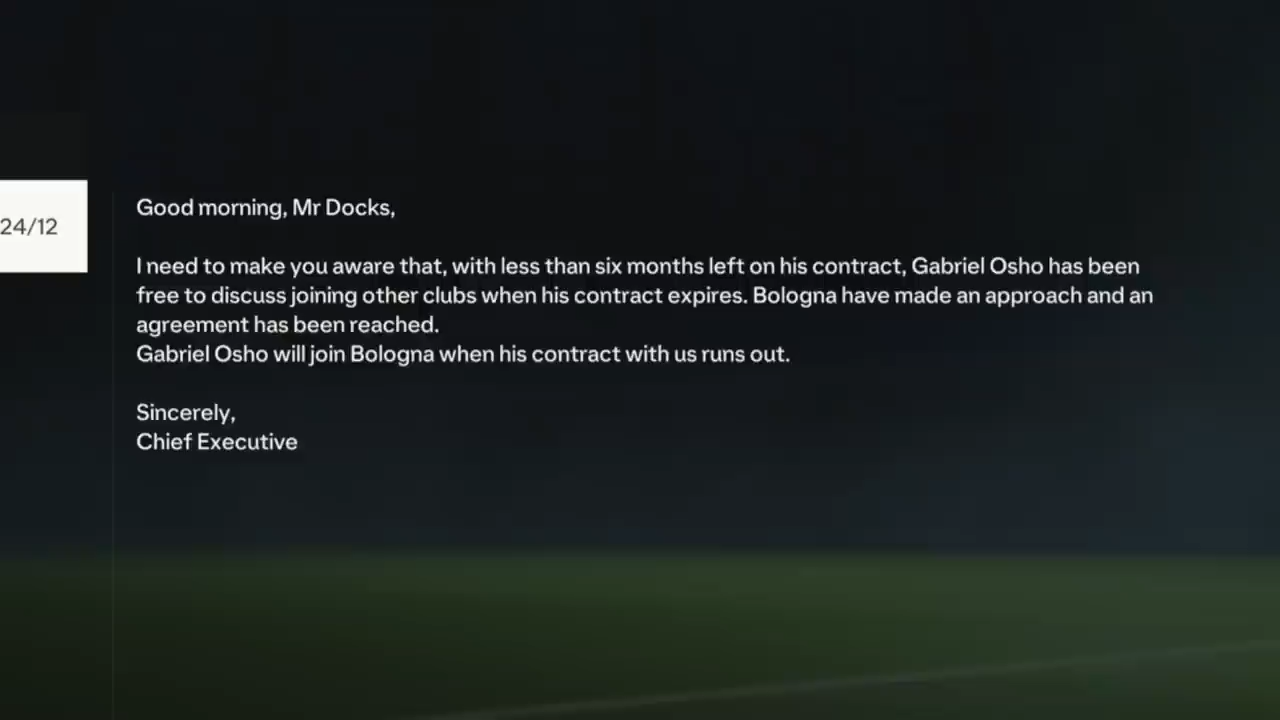 24/12
Good morning, Mr Docks,
I need to make you aware that, with less than six months left on his contract, Gabriel Osho has been
free to discuss joining other clubs when his contract expires. Bologna have made an approach and an
agreement has been reached.
Gabriel Osho will join Bologna when his contract with us runs out.
Sincerely,
Chief Executive